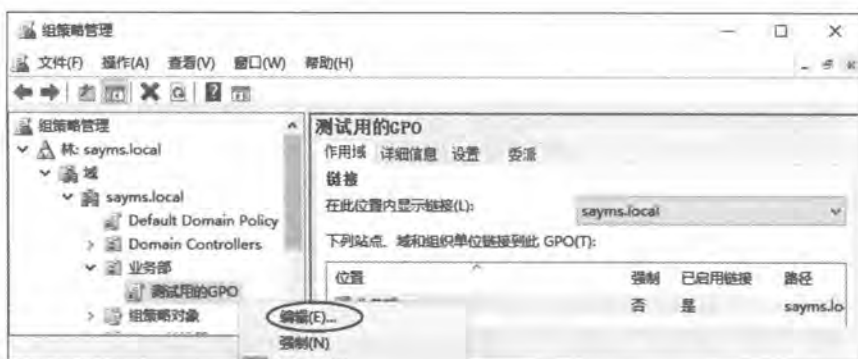 组策略管理
文件(F) 操作(A) 查看(V) 窗口(W) 帮助(H)
组策略管理
林: sayms.local
域
sayms.local
Default Domain Policy
Domain Controllers
业务部
测试用的GPO
组策略对象
测试用的GPO
作用域 详细信息 设置 委派
链接
在此位置内显示链接(L):
sayms.local
下列站点、域和组织单位链接到此 GPO(T):
位置 强制 已启用链接 路径
否 是 sayms.lo
编辑(E)...
强制(N)